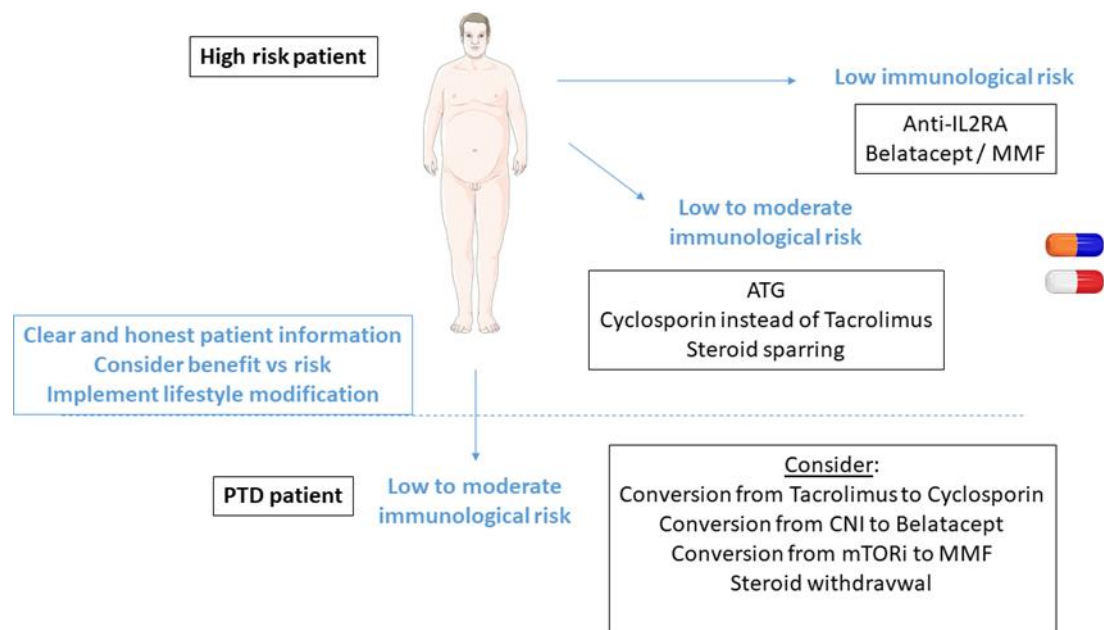 High risk patient
Low immunological risk
Anti-IL2RA
Belatacept / MMF
Low to moderate
immunological risk
ATG
Cyclosporin instead of Tacrolimus
Steroid sparring
Clear and honest patient information
Consider benefit vs risk
Implement lifestyle modification
PTD patient
Low to moderate
immunological risk
Consider:
Conversion from Tacrolimus to Cyclosporin
Conversion from CNI to Belatacept
Conversion from mTORi to MMF
Steroid withdravwal